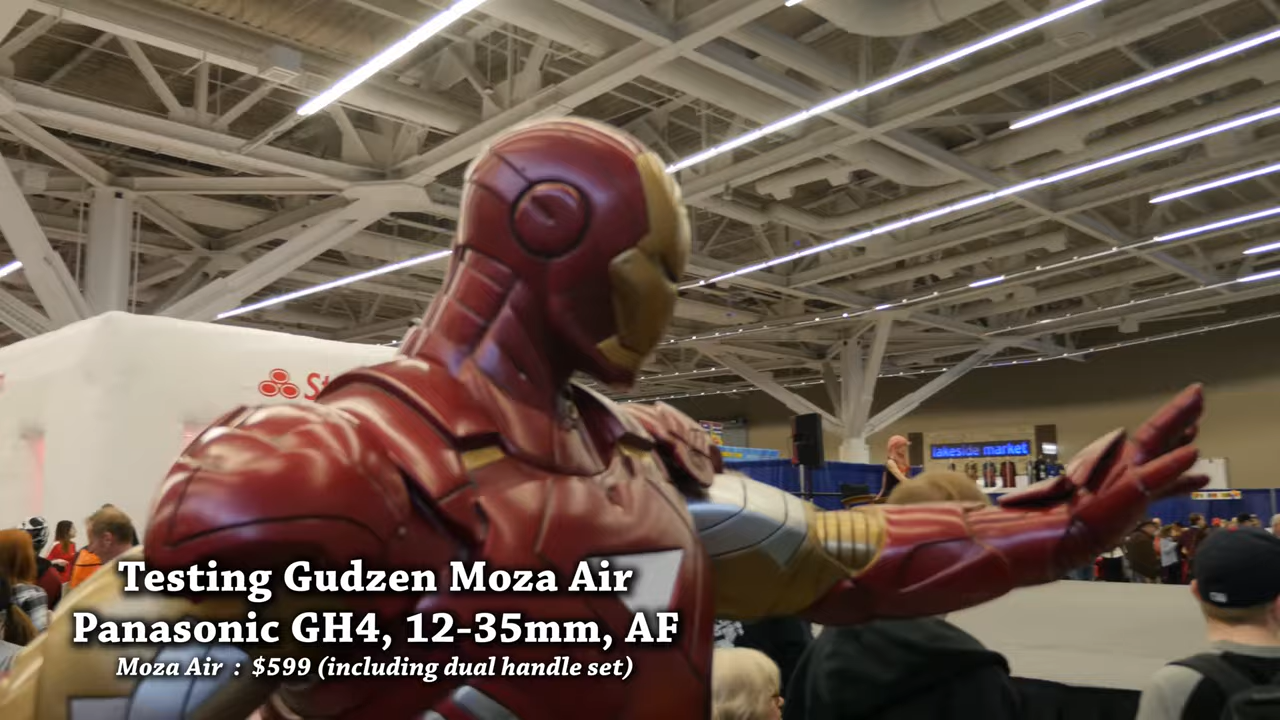 lakeside market
Testing Gudzen Moza Air
Panasonic GH4, 12-35mm, AF
Moza Air : $599 (including dual handle set)